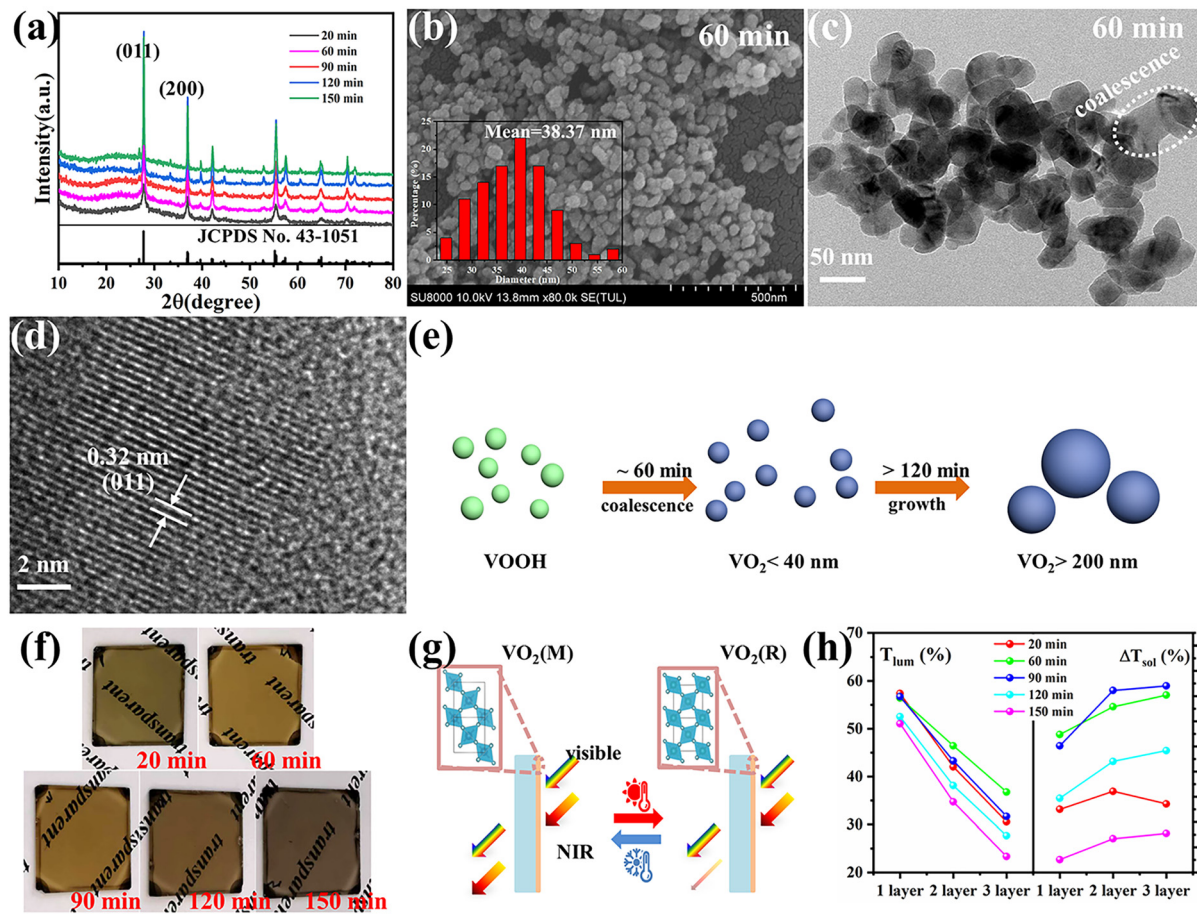 (a)
(011)
(200)
20 min
60 min
90 min
120 min
150 min
Intensity(a.u.)
JCPDS No. 43-1051
10 20 30 40 50 60 70 80
2θ(degree)
(b)
60 min
Mean=38.37 nm
Percentage (%)
25
20
15
10
5
0
25 30 35 40 45 50 55 60
Diameter (nm)
SU8000 10.0kV 13.8mm x80.0k SE(TUL)
500nm
(c)
60 min
coalescence
50 nm
(d)
0.32 nm
(011)
2 nm
(e)
~ 60 min
coalescence
> 120 min
growth
VOOH
VO2< 40 nm
VO2> 200 nm
(f)
transparent
transparent
20 min
60 min
transparent
transparent
transparent
90 min
120 min
150 min
(g)
VO2(M)
VO2(R)
visible
NIR
(h)
70
60
50
40
30
20
Tlum (%)
20 min
60 min
90 min
120 min
150 min
ΔTsol (%)
1 layer 2 layer 3 layer 1 layer 2 layer 3 layer